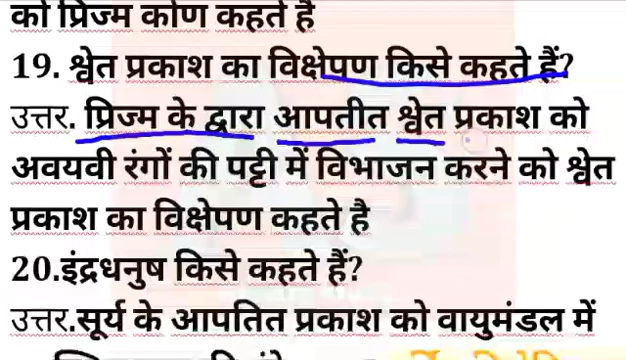 को प्रिज्म कोण कहते है
19. श्वेत प्रकाश का विक्षेपण किसे कहते हैं?
उत्तर. प्रिज्म के द्वारा आपतीत श्वेत प्रकाश को
अवयवी रंगों की पट्टी में विभाजन करने को श्वेत
प्रकाश का विक्षेपण कहते है
20.इंद्रधनुष किसे कहते हैं?
उत्तर.सूर्य के आपतित प्रकाश को वायुमंडल में